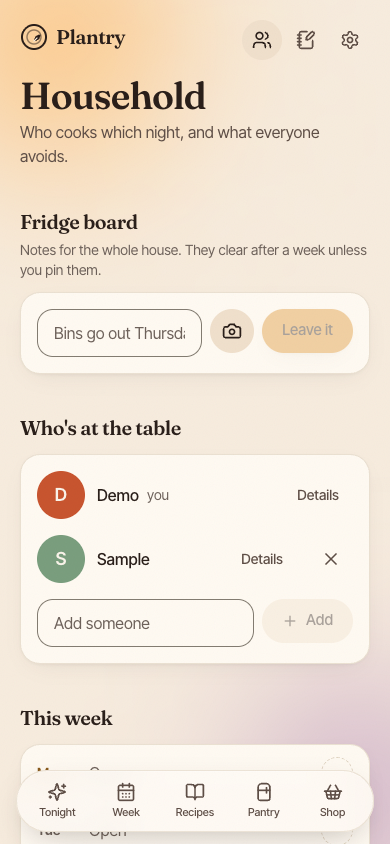 Plantry
Household
Who cooks which night, and what everyone
avoids.
Fridge board
Notes for the whole house. They clear after a week unless
you pin them.
Bins go out Thursda
Leave it
Who's at the table
D
Demo you
Details
S
Sample
Details
Add someone
+ Add
This week
Tonight
Week
Recipes
Pantry
Shop
Tue Open